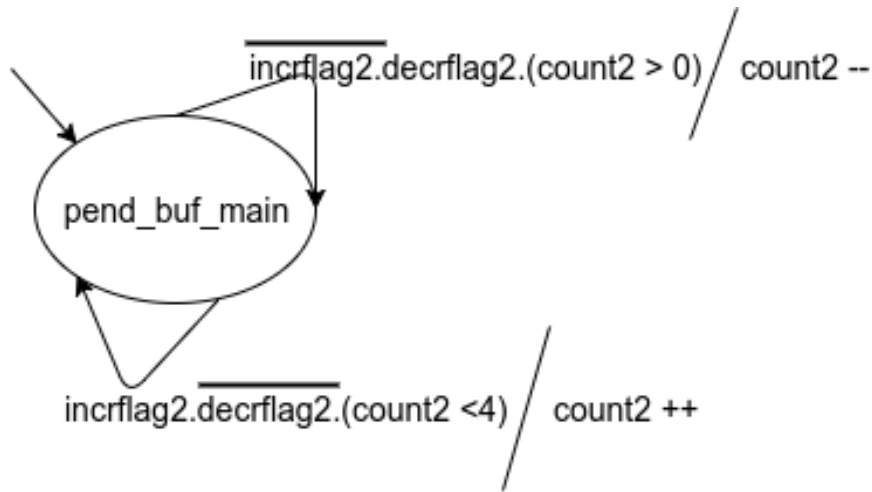 incrflag2.decrflag2.(count2 > 0) / count2 --
pend_buf_main
incrflag2.decrflag2.(count2 <4) / count2 ++